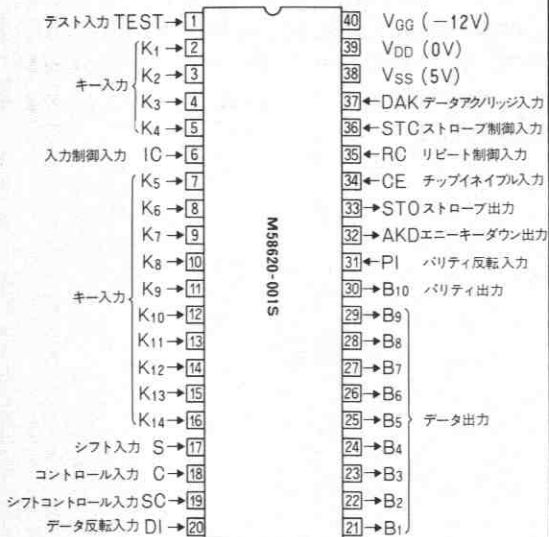 テスト入力 TEST→ 1
K1→ 2
K2→ 3
キー入力
K3→ 4
K4→ 5
入力制御入力 IC→ 6
K5→ 7
K6→ 8
K7→ 9
K8→ 10
キー入力
K9→ 11
K10→ 12
K11→ 13
K12→ 14
K13→ 15
K14→ 16
シフト入力 S→ 17
コントロール入力 C→ 18
シフトコントロール入力 SC→ 19
データ反転入力 DI→ 20
M58620-001S
40 VGG (−12V)
39 VDD (0V)
38 VSS (5V)
37 ←DAK データアクノリッジ入力
36 ←STC ストローブ制御入力
35 ←RC リピート制御入力
34 ←CE チップイネイブル入力
33 →STO ストローブ出力
32 →AKD エニーキーダウン出力
31 ←PI パリティ反転入力
30 →B10 パリティ出力
29 →B9
28 →B8
27 →B7
26 →B6
25 →B5 データ出力
24 →B4
23 →B3
22 →B2
21 →B1